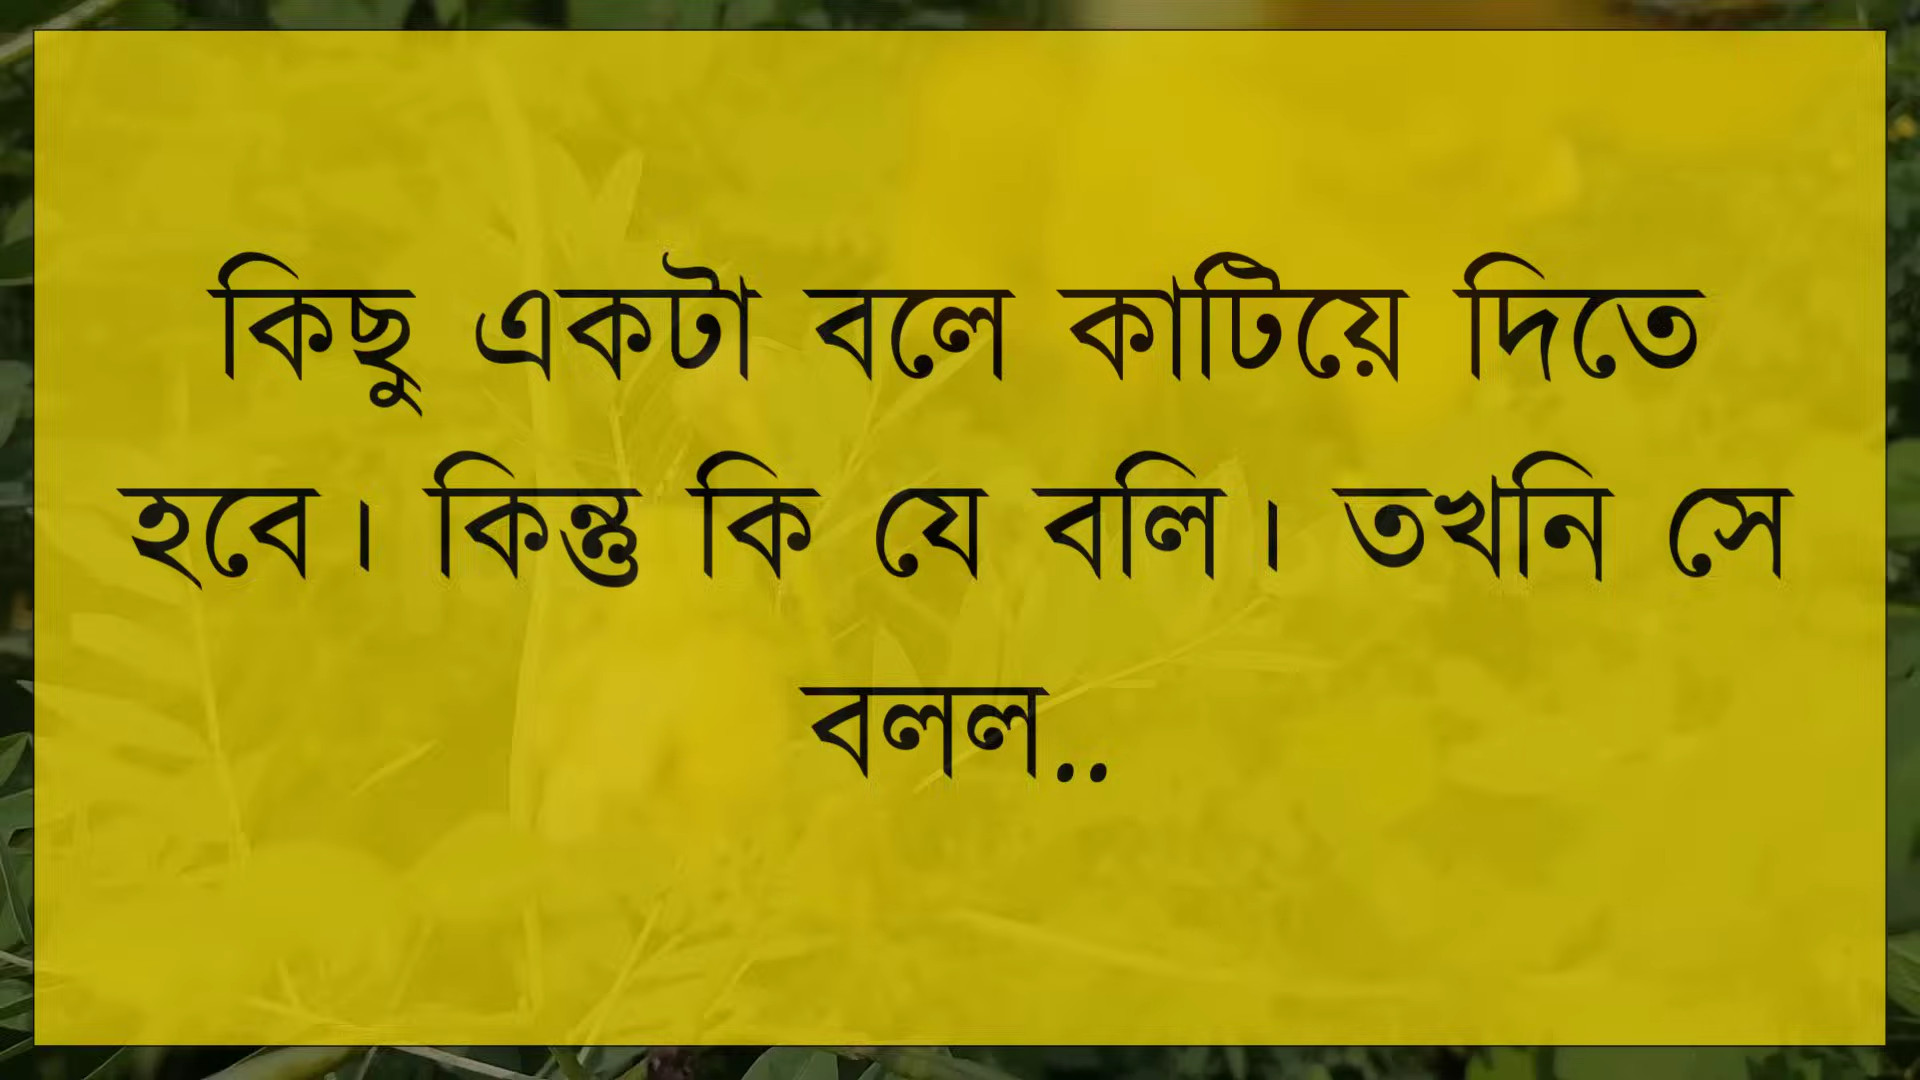 কিছু একটা বলে কাটিয়ে দিতে
হবে। কিন্তু কি যে বলি। তখনি সে
বলল..